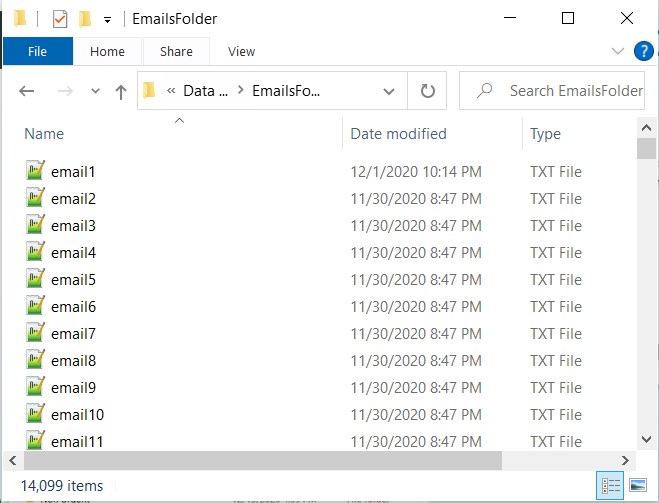 EmailsFolder
File Home Share View
« Data ... > EmailsFo... Search EmailsFolder
Name Date modified Type
email1 12/1/2020 10:14 PM TXT File
email2 11/30/2020 8:47 PM TXT File
email3 11/30/2020 8:47 PM TXT File
email4 11/30/2020 8:47 PM TXT File
email5 11/30/2020 8:47 PM TXT File
email6 11/30/2020 8:47 PM TXT File
email7 11/30/2020 8:47 PM TXT File
email8 11/30/2020 8:47 PM TXT File
email9 11/30/2020 8:47 PM TXT File
email10 11/30/2020 8:47 PM TXT File
email11 11/30/2020 8:47 PM TXT File
14,099 items